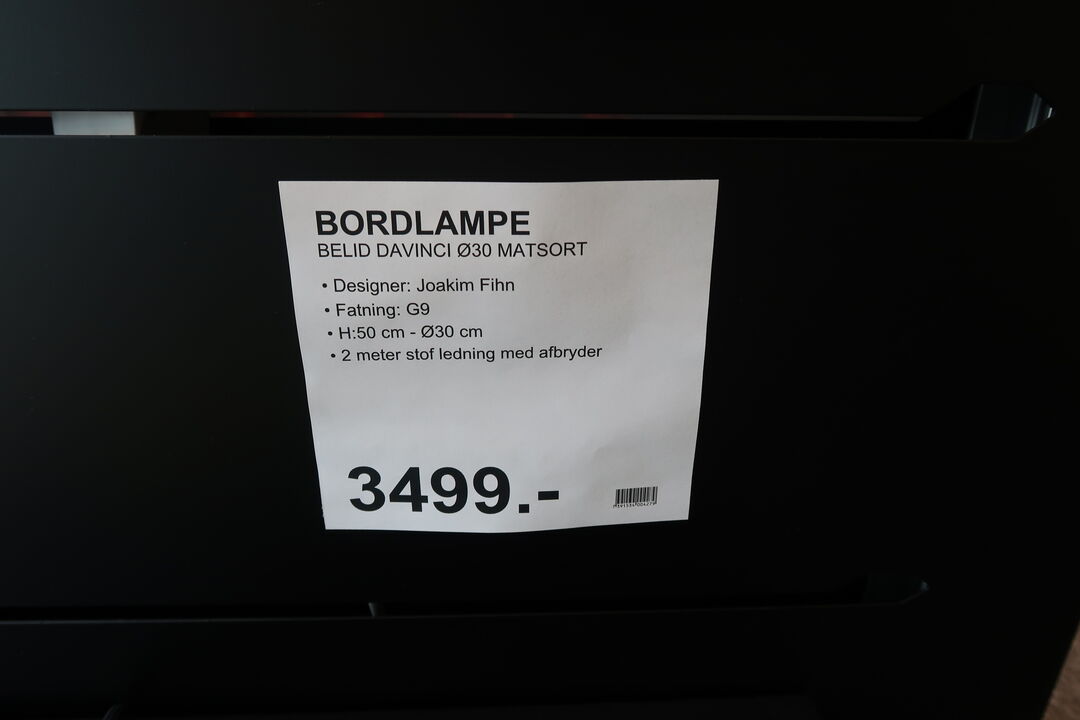 BORDLAMPE
BELID DAVINCI Ø30 MATSORT
• Designer: Joakim Fihn
• Fatning: G9
• H:50 cm - Ø30 cm
• 2 meter stof ledning med afbryder
3499.-